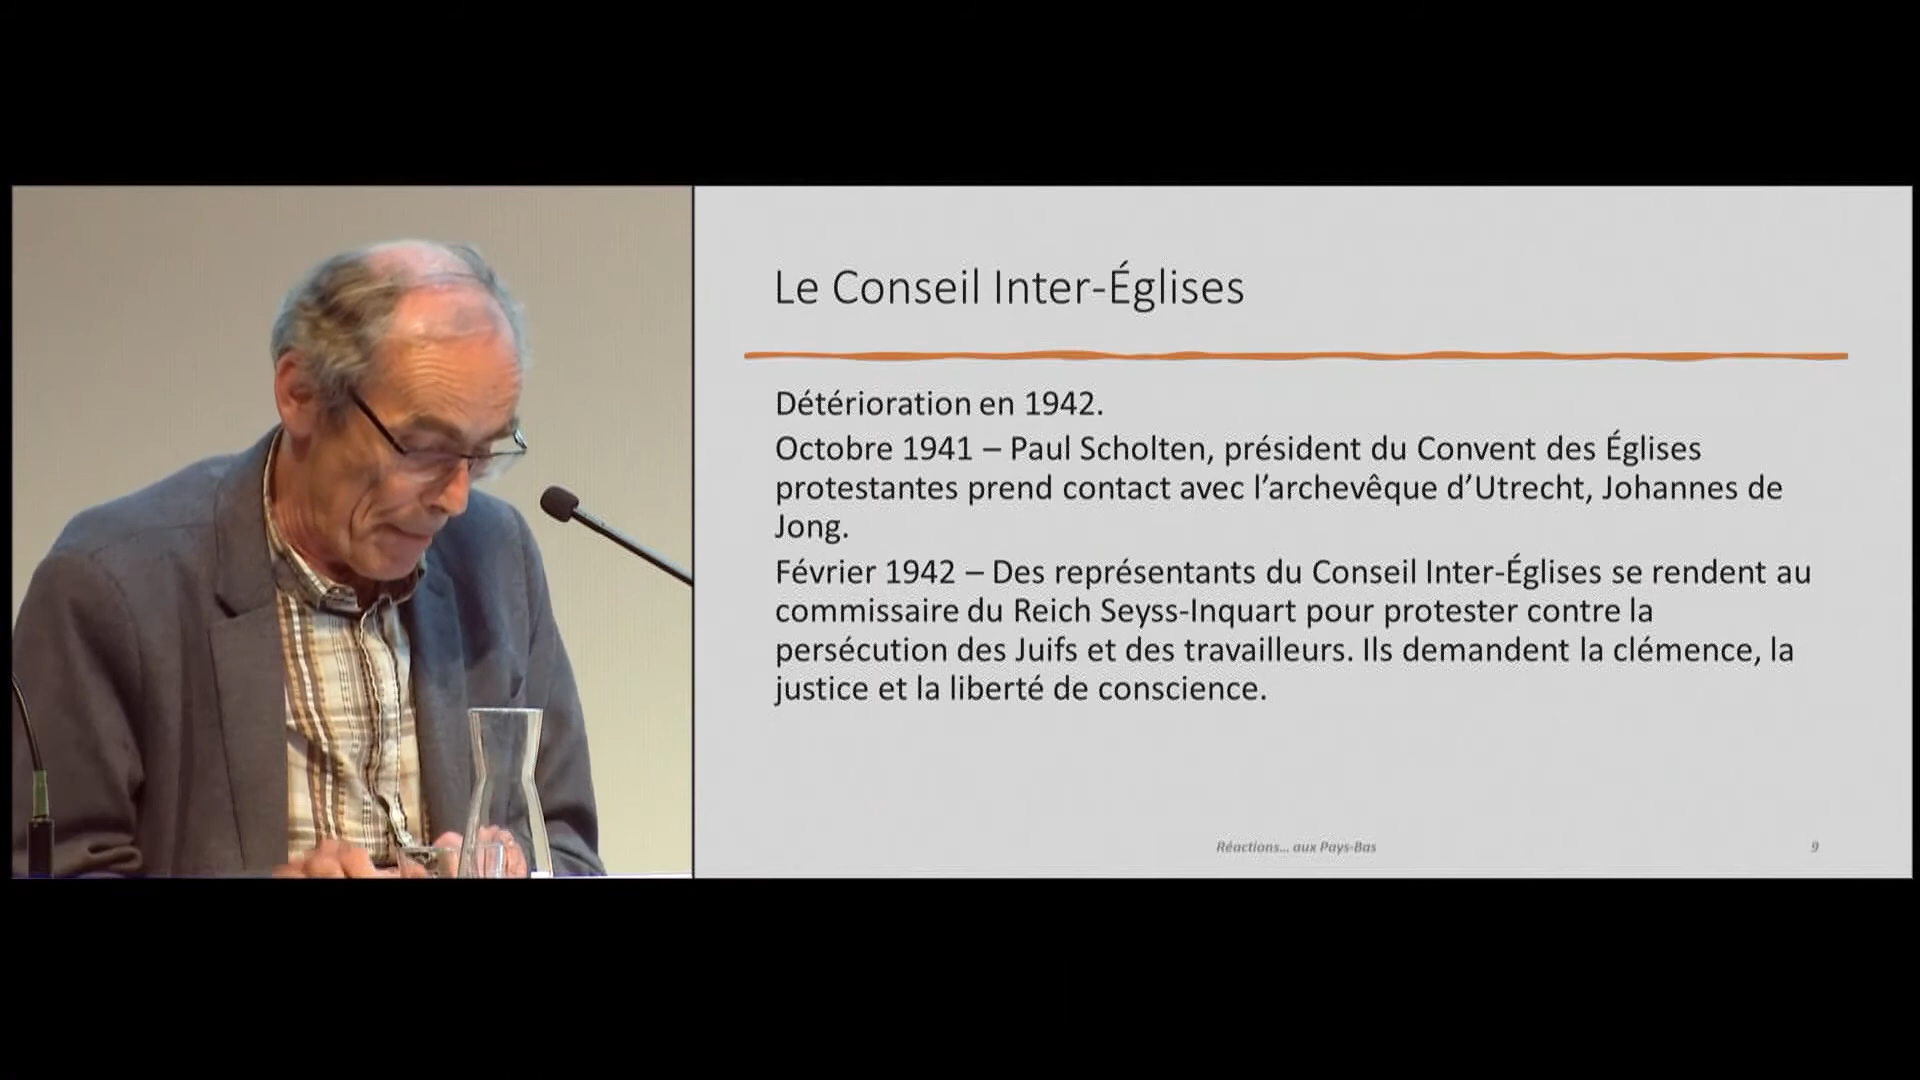 Le Conseil Inter-Églises
Détérioration en 1942.
Octobre 1941 – Paul Scholten, président du Convent des Églises
protestantes prend contact avec l’archevêque d’Utrecht, Johannes de
Jong.
Février 1942 – Des représentants du Conseil Inter-Églises se rendent au
commissaire du Reich Seyss-Inquart pour protester contre la
persécution des Juifs et des travailleurs. Ils demandent la clémence, la
justice et la liberté de conscience.
Réactions... aux Pays-Bas
9